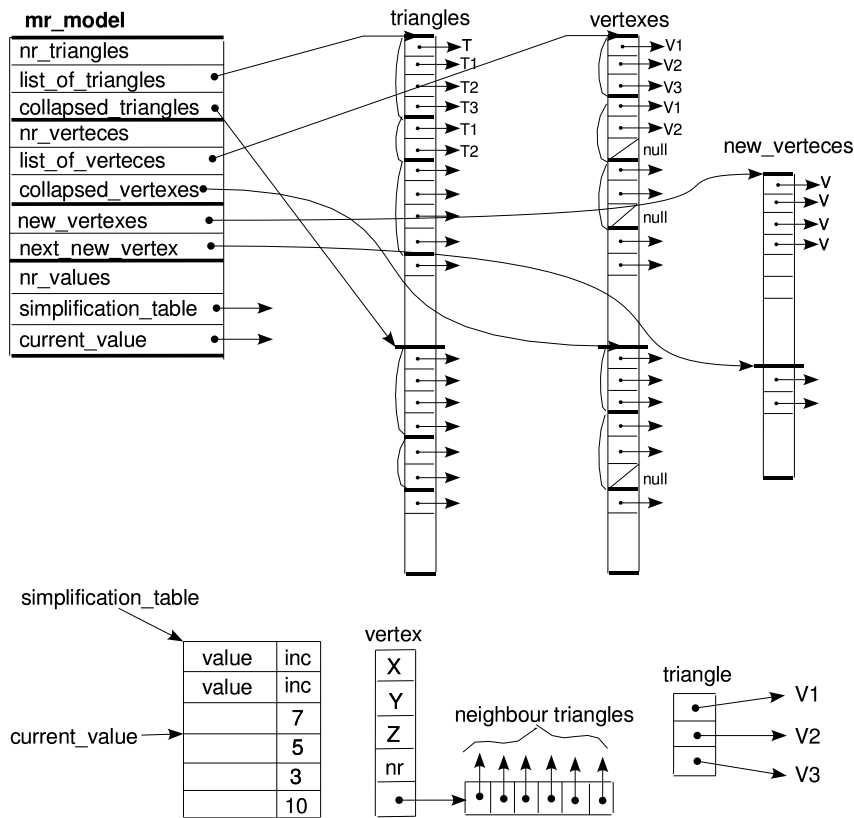 mr_model
nr_triangles
list_of_triangles
collapsed_triangles
nr_verteces
list_of_verteces
collapsed_vertexes
new_vertexes
next_new_vertex
nr_values
simplification_table
current_value
triangles
T
T1
T2
T3
T1
T2
vertexes
V1
V2
V3
V1
V2
null
null
null
new_verteces
V
V
V
V
simplification_table
value inc
value inc
7
5
3
10
current_value
vertex
X
Y
Z
nr
neighbour triangles
triangle
V1
V2
V3